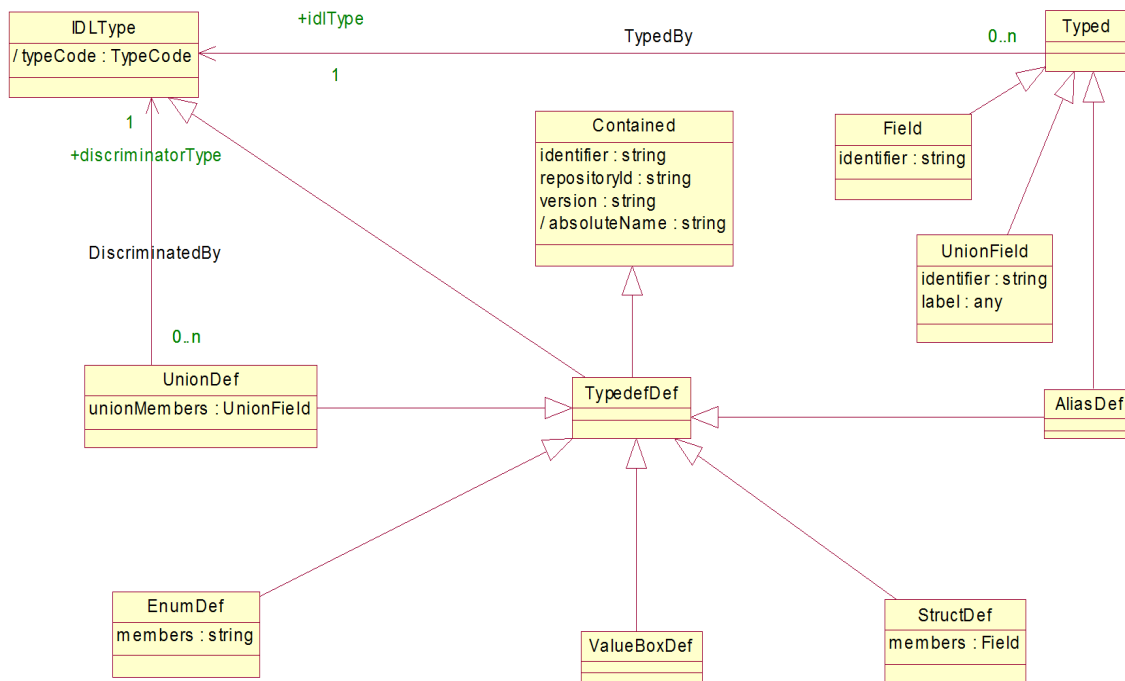 IDLType
/ typeCode : TypeCode
+idlType
TypedBy
0..n
1
Typed
1
+discriminatorType
DiscriminatedBy
0..n
Contained
identifier : string
repositoryId : string
version : string
/ absoluteName : string
Field
identifier : string
UnionField
identifier : string
label : any
UnionDef
unionMembers : UnionField
TypedefDef
AliasDef
EnumDef
members : string
ValueBoxDef
StructDef
members : Field